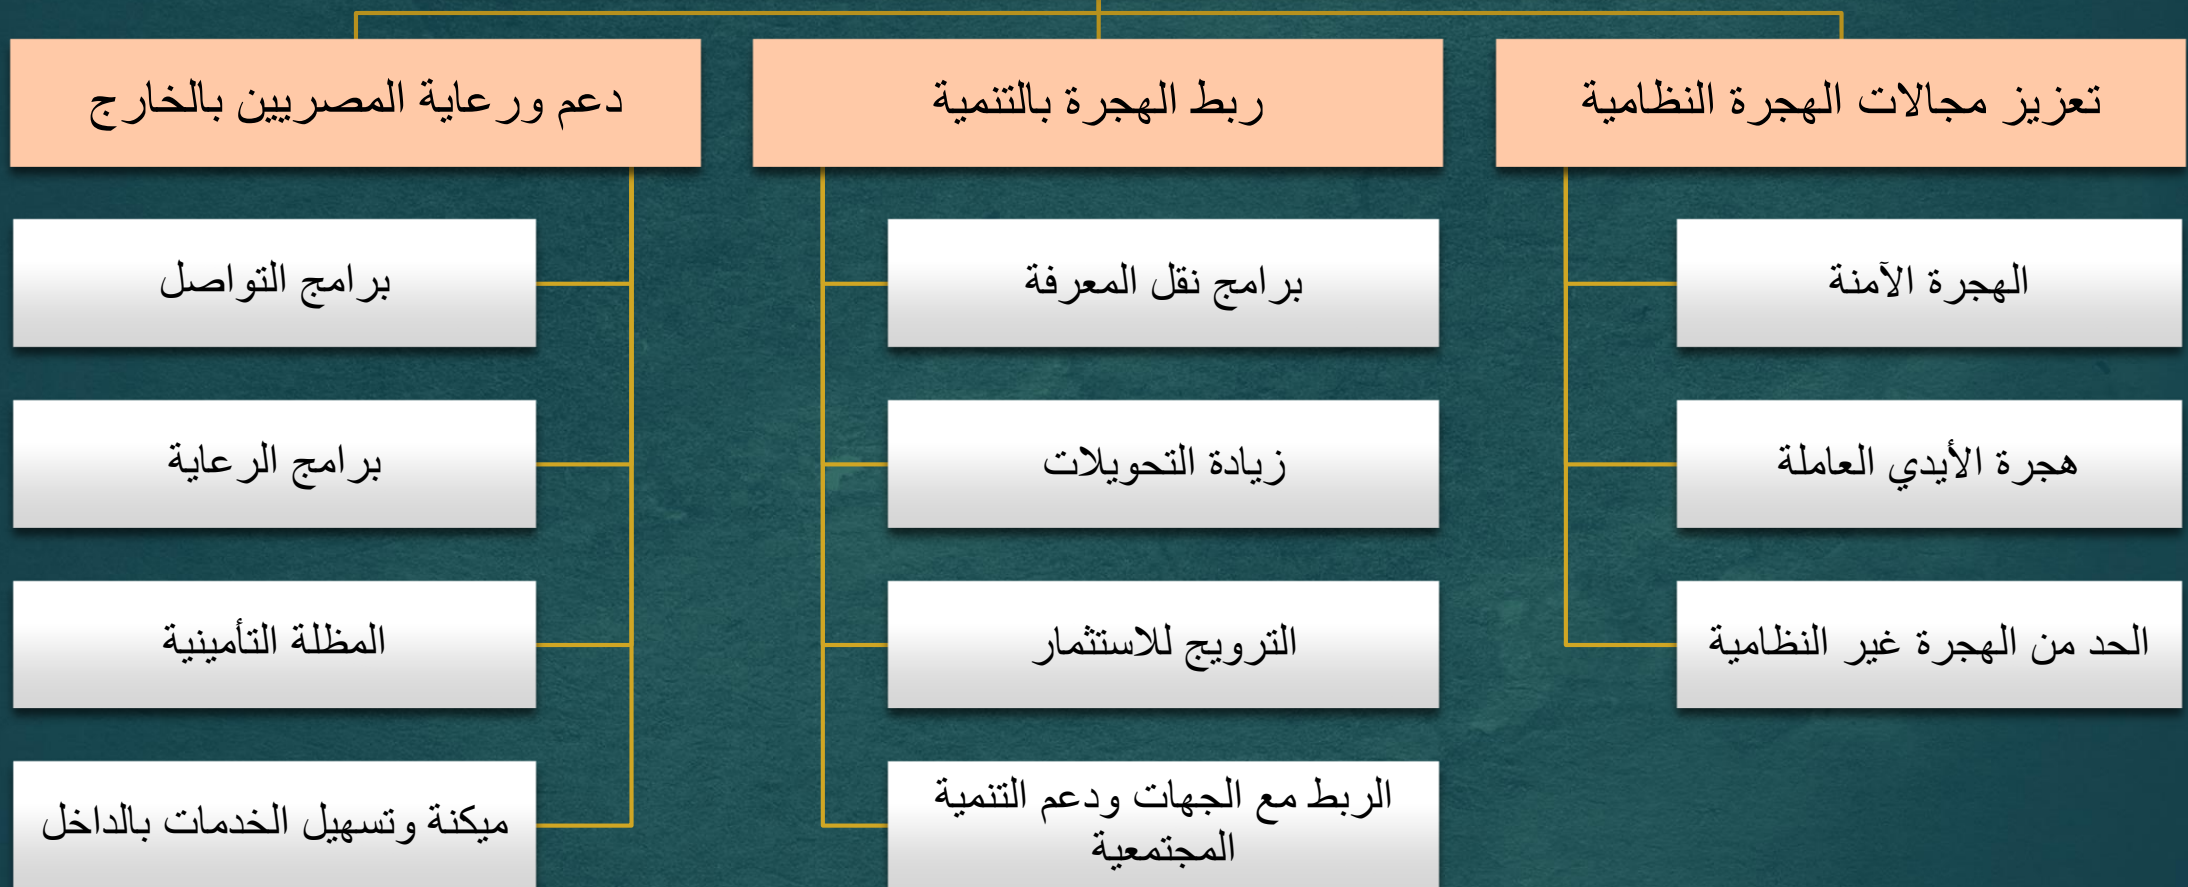 تعزيز مجالات الهجرة النظامية
الهجرة الآمنة
هجرة الأيدي العاملة
الحد من الهجرة غير النظامية
ربط الهجرة بالتنمية
برامج نقل المعرفة
زيادة التحويلات
الترويج للاستثمار
الربط مع الجهات ودعم التنمية
المجتمعية
دعم ورعاية المصريين بالخارج
برامج التواصل
برامج الرعاية
المظلة التأمينية
ميكنة وتسهيل الخدمات بالداخل